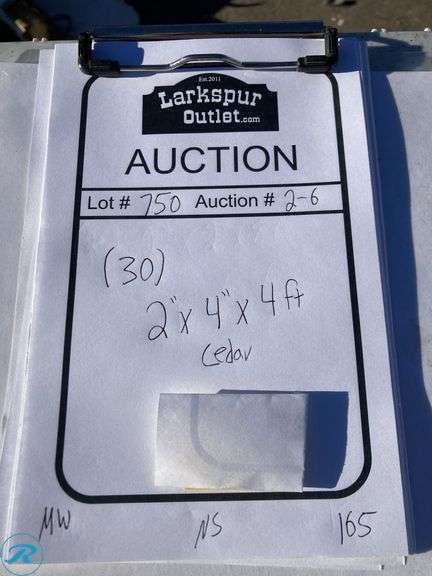 Est.2011
Larkspur
Outlet.com
AUCTION
Lot # 750 Auction # 2-6
(30)
2"x 4"x 4 ft
Cedar
MW NS 165
R